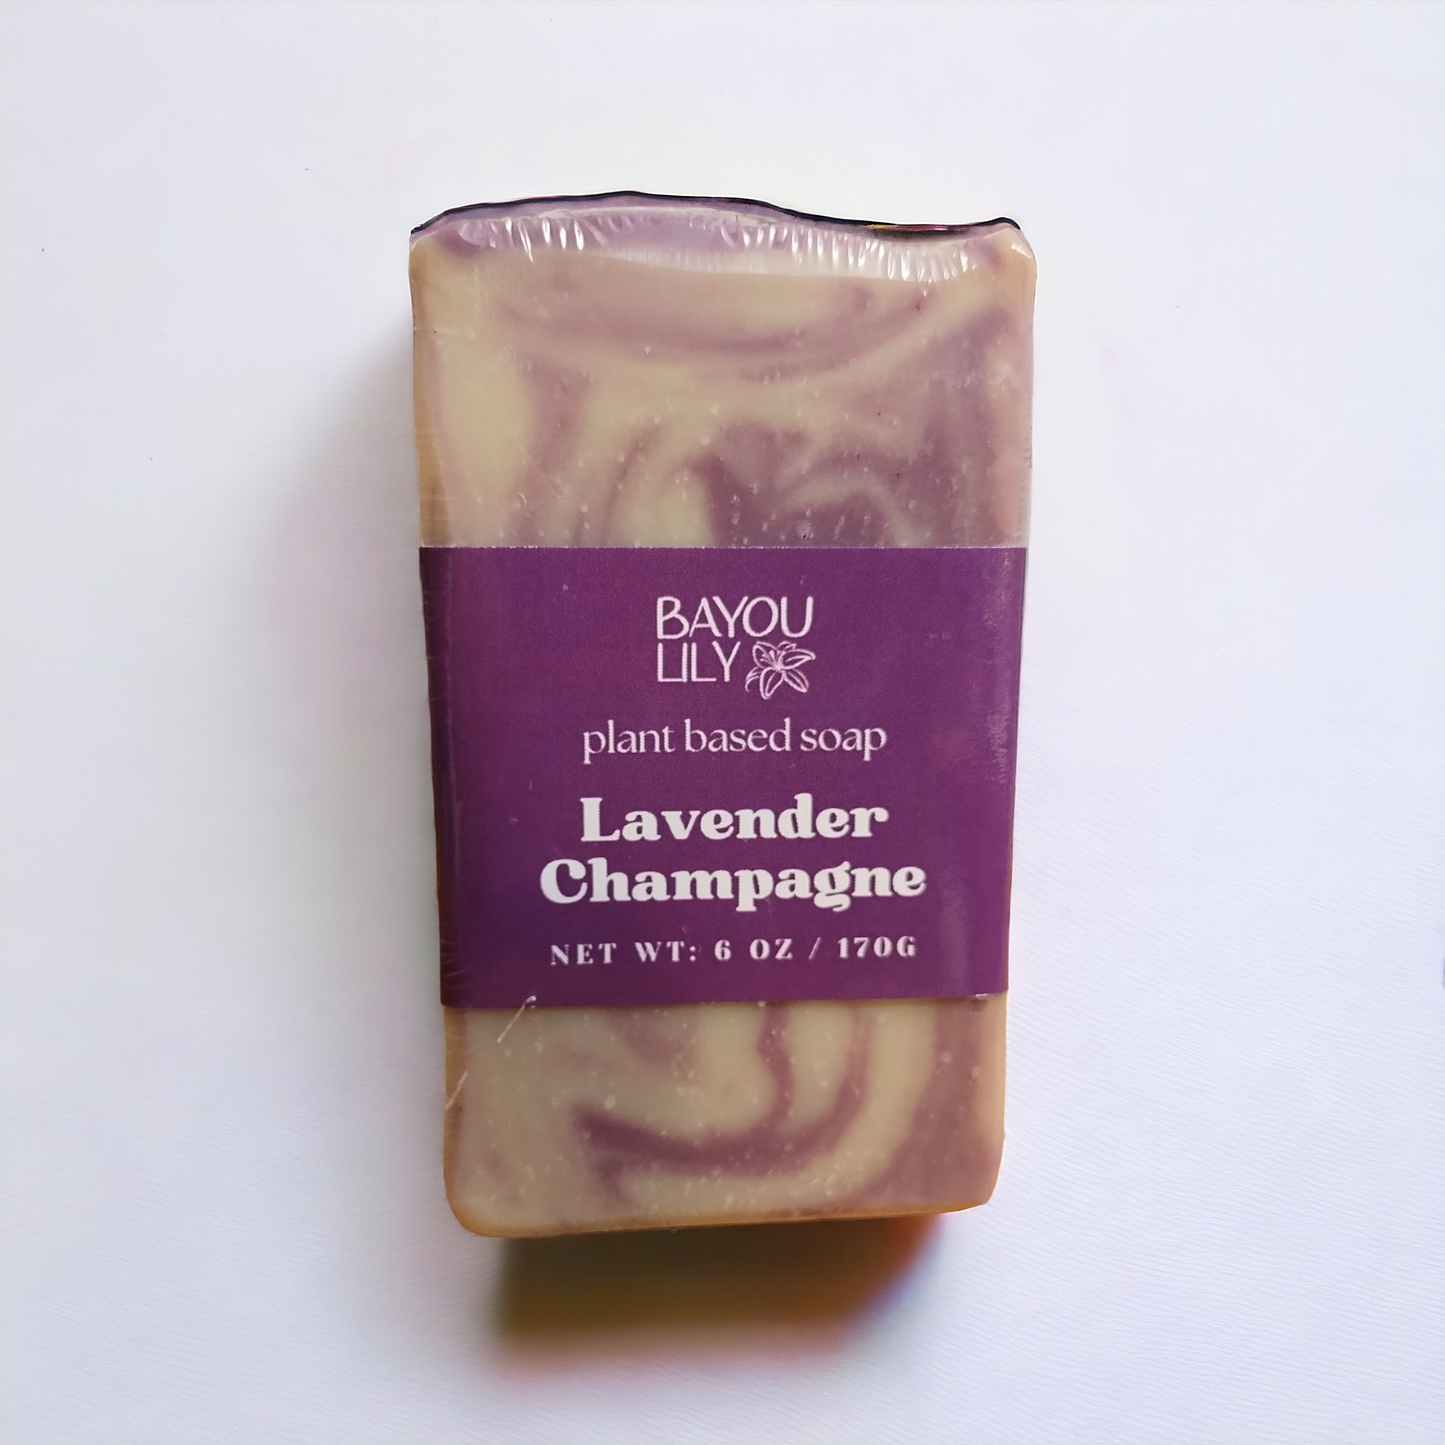 BAYOU
LILY
plant based soap
Lavender
Champagne
NET WT: 6 OZ / 170G